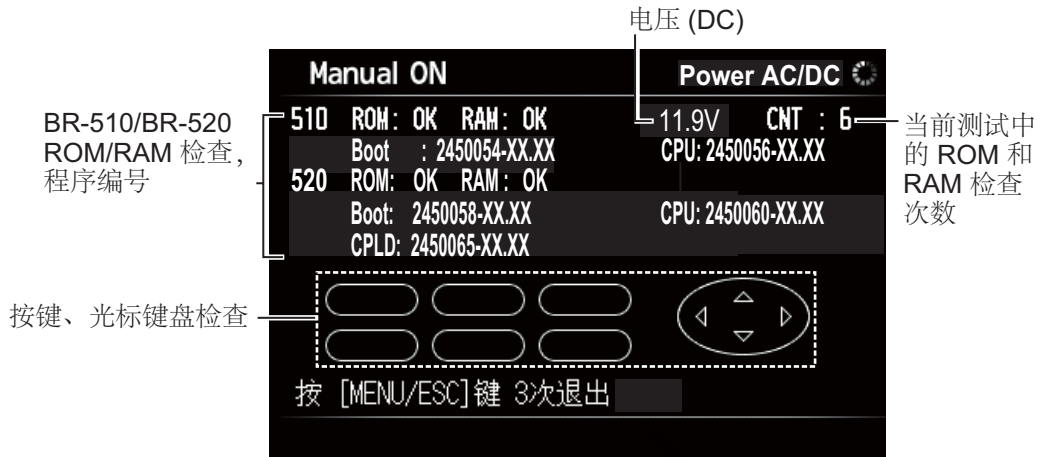 电压 (DC)
Manual ON
Power AC/DC
BR-510/BR-520
ROM/RAM 检查，
程序编号
510 ROM: OK RAM: OK 11.9V CNT : 6
Boot : 2450054-XX.XX CPU: 2450056-XX.XX
520 ROM: OK RAM: OK
Boot: 2450058-XX.XX CPU: 2450060-XX.XX
CPLD: 2450065-XX.XX
当前测试中
的 ROM 和
RAM 检查
次数
按键、光标键盘检查
按 [MENU/ESC]键 3次退出